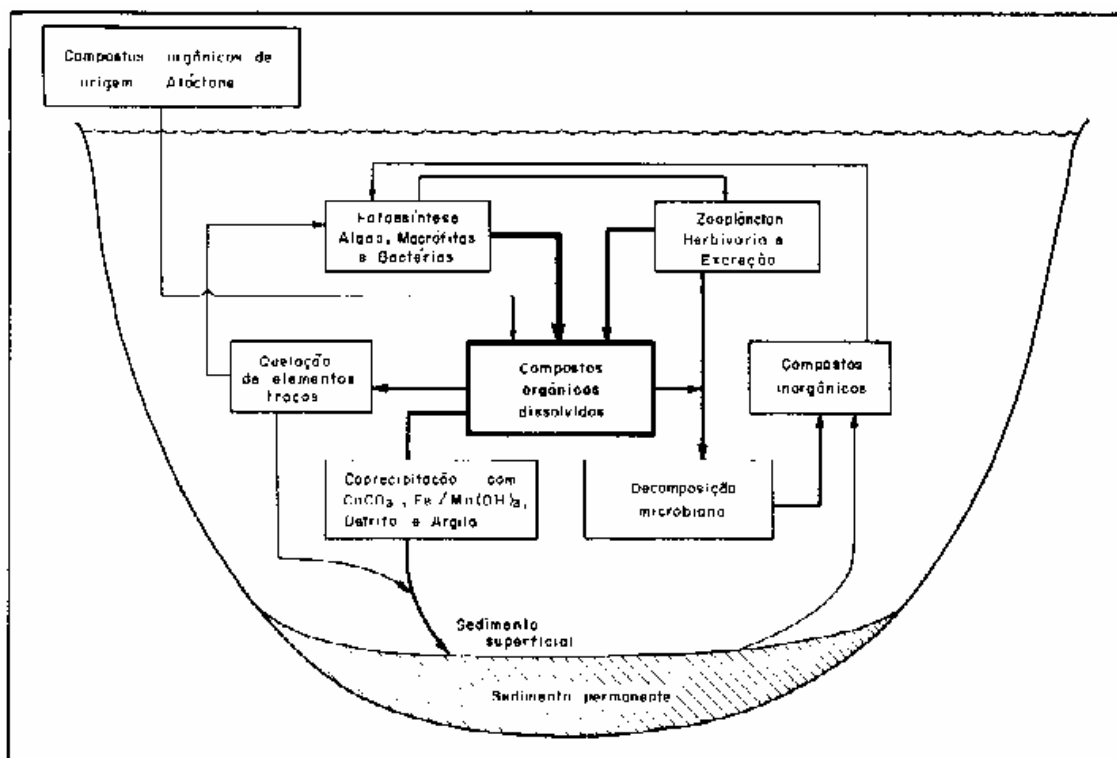 Compostos orgânicos de
origem Alóctone
Fotossíntese
Algas, Macrófitas
e Bactérias
Zooplâncton
Herbivoria e
Excreção
Quelação
de elementos
traços
Compostos
orgânicos
dissolvidos
Compostos
inorgânicos
Coprecipitação com
CaCO₃, Fe/Mn(OH)₃,
Detrito e Argila
Decomposição
microbiana
Sedimento
superficial
Sedimento permanente